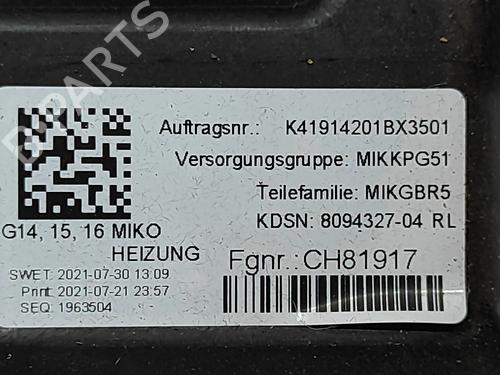 B-PARTS
Auftragsnr.: K41914201BX3501
Versorgungsgruppe: MIKKPG51
Teilefamilie: MIKGBR5
KDSN: 8094327-04 RL
G14, 15, 16 MIKO
HEIZUNG
Fgnr.: CH81917
SWET: 2021-07-30 13:09
Print: 2021-07-21 23:57
SEQ: 1963504